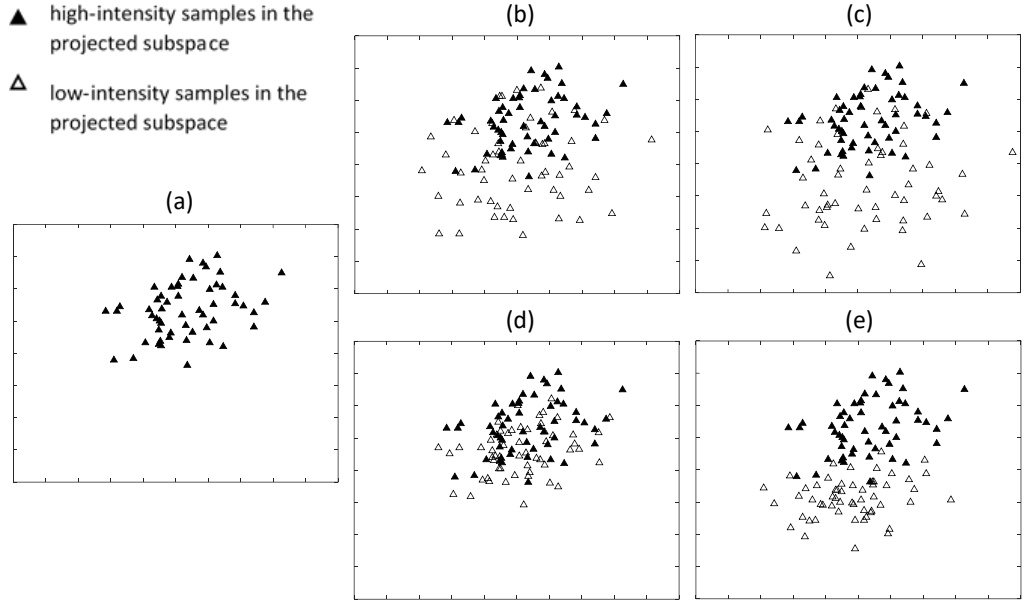 high-intensity samples in the
projected subspace
low-intensity samples in the
projected subspace
(a)
(b)
(c)
(d)
(e)